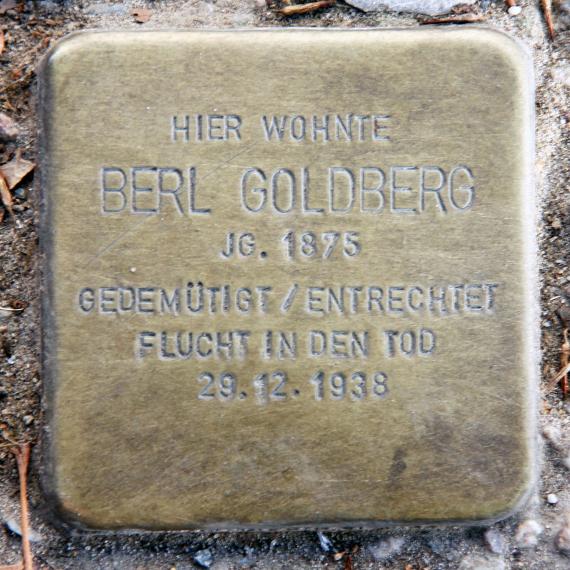 HIER WOHNTE
BERL GOLDBERG
JG. 1875
GEDEMÜTIGT / ENTRECHTET
FLUCHT IN DEN TOD
29.12.1938